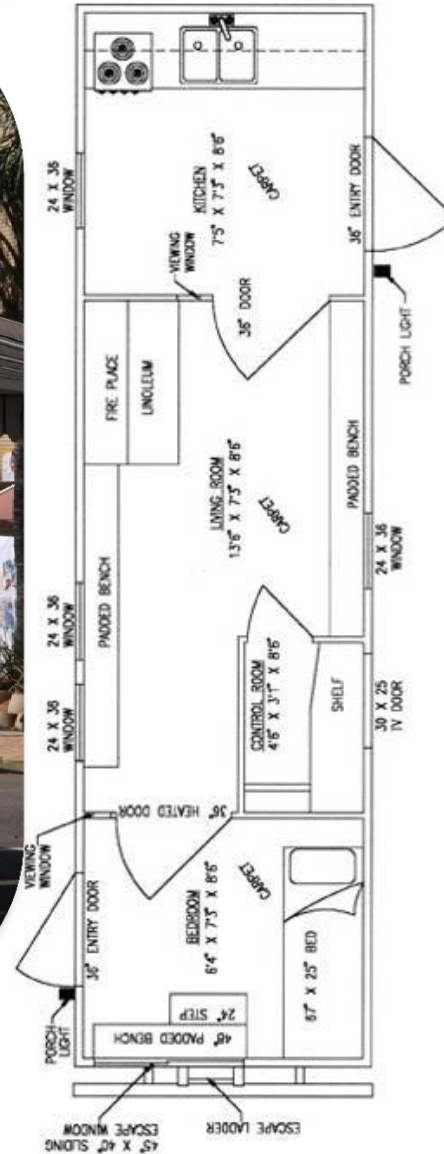 24 X 36
WINDOW
KITCHEN
7'5" X 7'3" X 8'6"
CARPET
36" ENTRY DOOR
VIEWING
WINDOW
36" DOOR
PORCH LIGHT
FIRE PLACE
LINOLEUM
LIVING ROOM
13'6" X 7'3" X 8'6"
CARPET
PADDED BENCH
PADDED BENCH
24 X 36
WINDOW
24 X 36
WINDOW
24 X 36
WINDOW
CONTROL ROOM
4'6" X 3'1" X 8'6"
SHELF
30 X 25
TV DOOR
VIEWING
WINDOW
36" HEATED DOOR
36" ENTRY DOOR
BEDROOM
6'4" X 7'3" X 8'6"
CARPET
67" X 25" BED
24" STEP
48" PADDED BENCH
PORCH
LIGHT
45" X 40" SLIDING
ESCAPE WINDOW
ESCAPE LADDER